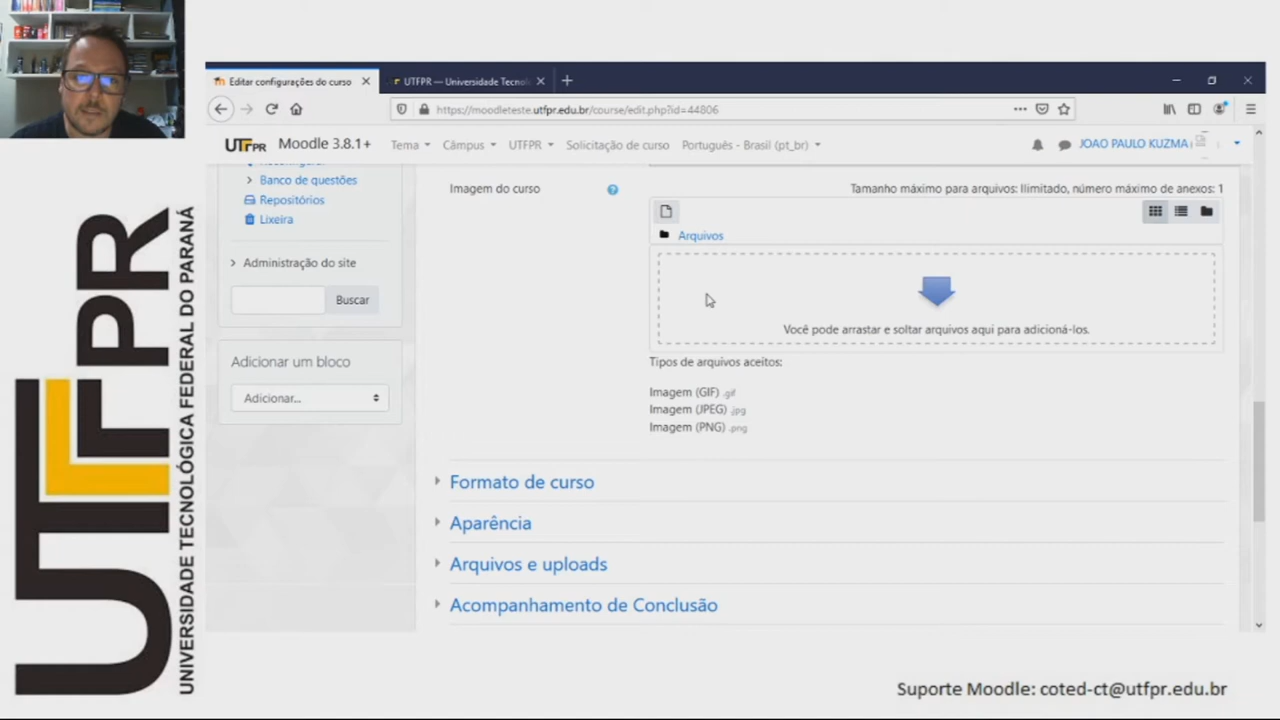 Editar configurações do curso
UTFPR — Universidade Tecnol
https://moodleteste.utfpr.edu.br/course/edit.php?id=44806
UTFPR Moodle 3.8.1+ Tema Câmpus UTFPR Solicitação de curso Português - Brasil (pt_br) JOAO PAULO KUZMA
Banco de questões
Repositórios
Lixeira
Administração do site
Buscar
Adicionar um bloco
Adicionar...
Imagem do curso
Tamanho máximo para arquivos: Ilimitado, número máximo de anexos: 1
Arquivos
Você pode arrastar e soltar arquivos aqui para adicioná-los.
Tipos de arquivos aceitos:
Imagem (GIF) .gif
Imagem (JPEG) .jpg
Imagem (PNG) .png
Formato de curso
Aparência
Arquivos e uploads
Acompanhamento de Conclusão
UTFPR
UNIVERSIDADE TECNOLÓGICA FEDERAL DO PARANÁ
Suporte Moodle: coted-ct@utfpr.edu.br